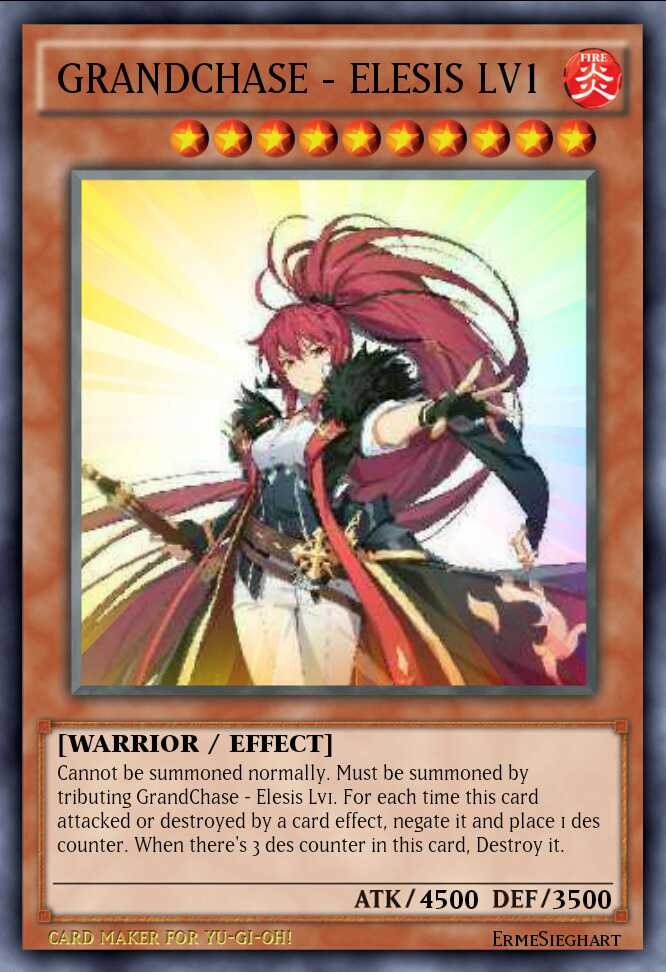 GRANDCHASE - ELESIS LV1
FIRE
炎
[WARRIOR / EFFECT]
Cannot be summoned normally. Must be summoned by
tributing GrandChase - Elesis Lv1. For each time this card
attacked or destroyed by a card effect, negate it and place 1 des
counter. When there's 3 des counter in this card, Destroy it.
ATK/4500 DEF/3500
CARD MAKER FOR YU-GI-OH!
ErmeSieghart